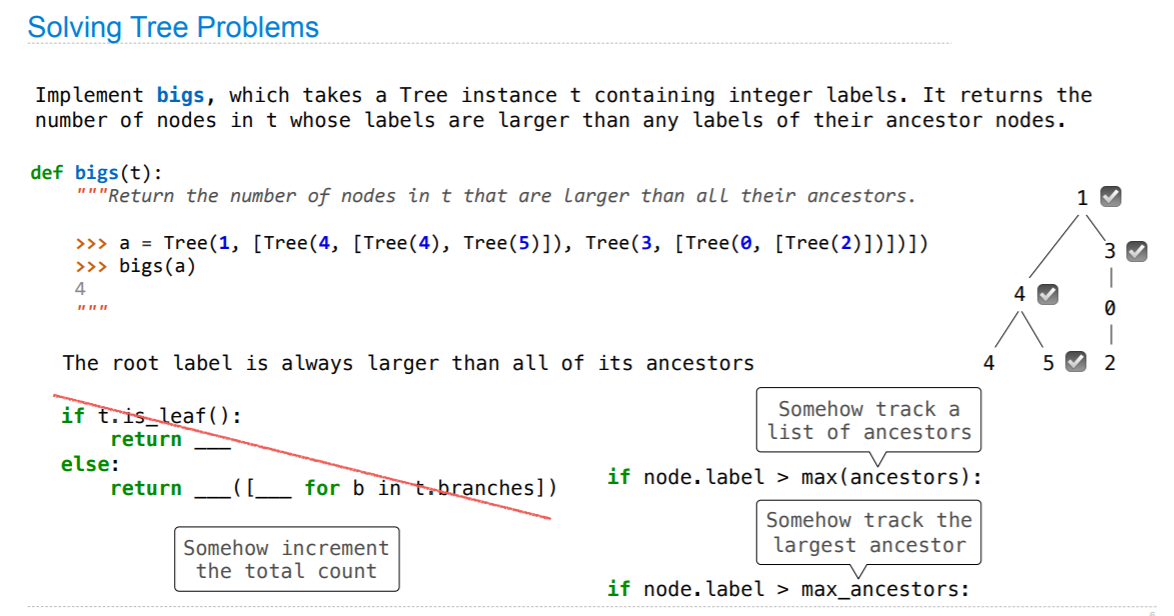 Solving Tree Problems
Implement bigs, which takes a Tree instance t containing integer labels. It returns the
number of nodes in t whose labels are larger than any labels of their ancestor nodes.
def bigs(t):
"""Return the number of nodes in t that are larger than all their ancestors.
>>> a = Tree(1, [Tree(4, [Tree(4), Tree(5)]), Tree(3, [Tree(0, [Tree(2)])])])
>>> bigs(a)
4
"""
1
3
4
0
4 5 2
The root label is always larger than all of its ancestors
if t.is_leaf():
return ___
else:
return ___([___ for b in t.branches])
Somehow increment
the total count
Somehow track a
list of ancestors
if node.label > max(ancestors):
Somehow track the
largest ancestor
if node.label > max_ancestors: